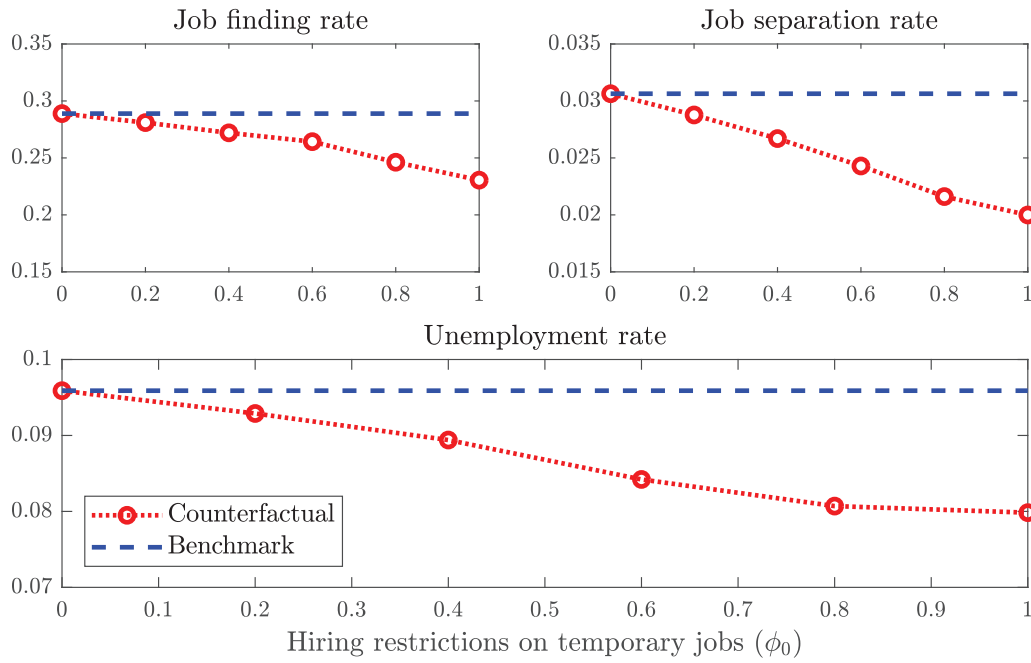 Job finding rate
0.35
0.3
0.25
0.2
0.15
0 0.2 0.4 0.6 0.8 1
Job separation rate
0.035
0.03
0.025
0.02
0.015
0 0.2 0.4 0.6 0.8 1
Unemployment rate
0.1
0.09
0.08
0.07
Counterfactual
Benchmark
0 0.1 0.2 0.3 0.4 0.5 0.6 0.7 0.8 0.9 1
Hiring restrictions on temporary jobs (ϕ₀)